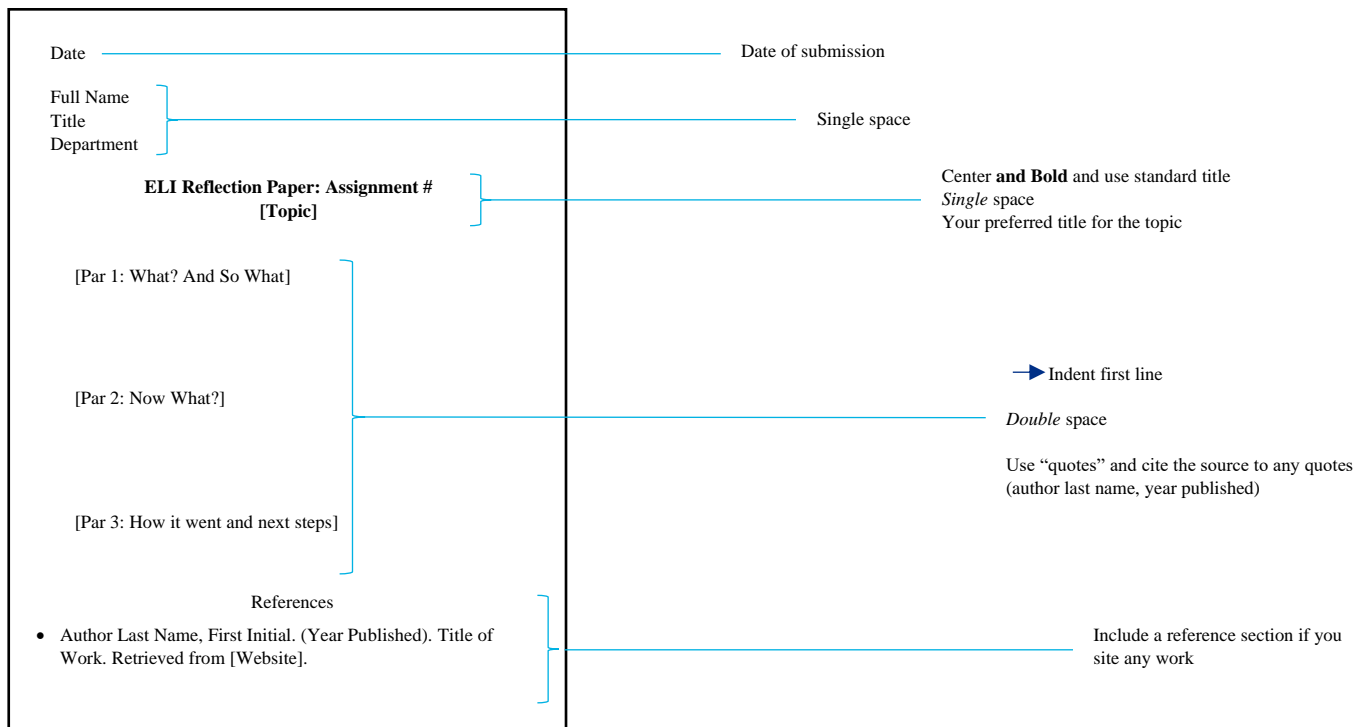 Date
Date of submission
Full Name
Title
Department
Single space
ELI Reflection Paper: Assignment #
[Topic]
Center and Bold and use standard title
Single space
Your preferred title for the topic
[Par 1: What? And So What]
[Par 2: Now What?]
[Par 3: How it went and next steps]
Indent first line
Double space
Use “quotes” and cite the source to any quotes
(author last name, year published)
References
• Author Last Name, First Initial. (Year Published). Title of
Work. Retrieved from [Website].
Include a reference section if you
site any work